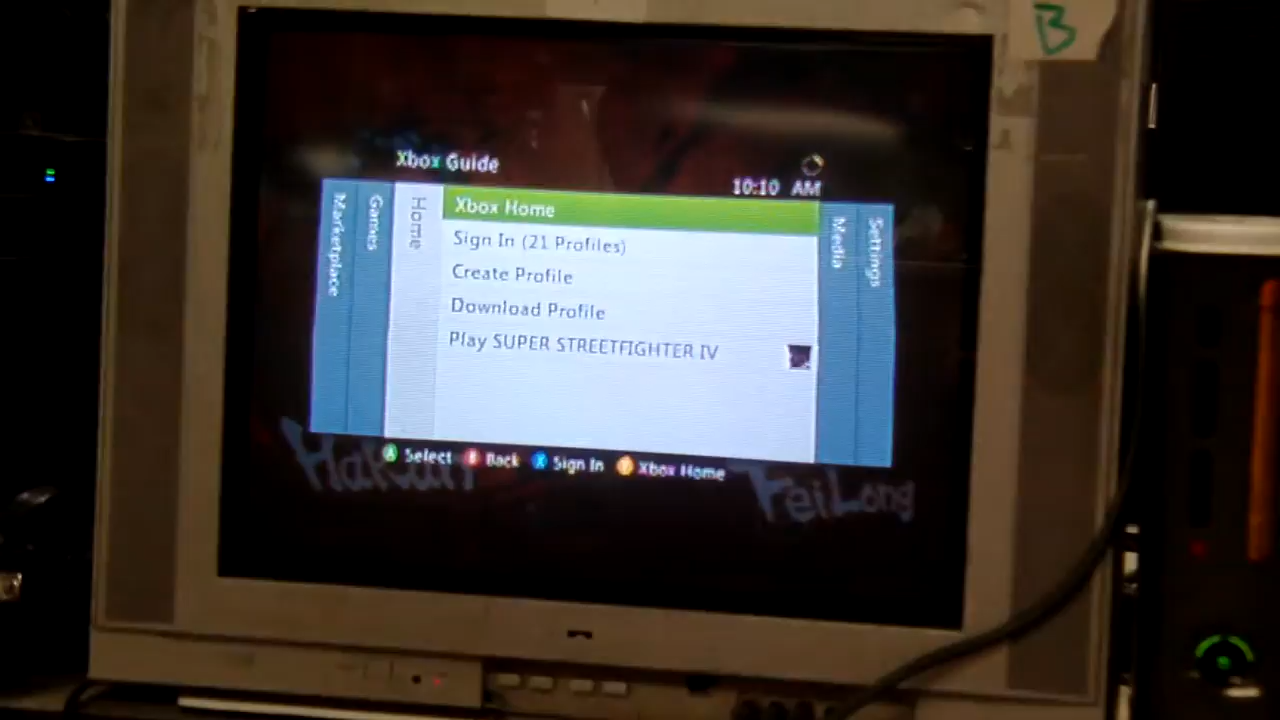 B
Xbox Guide
10:10 AM
Marketplace
Games
Home
Xbox Home
Sign In (21 Profiles)
Create Profile
Download Profile
Play SUPER STREETFIGHTER IV
Media
Settings
A Select B Back X Sign In Y Xbox Home
Hakan
FeiLong